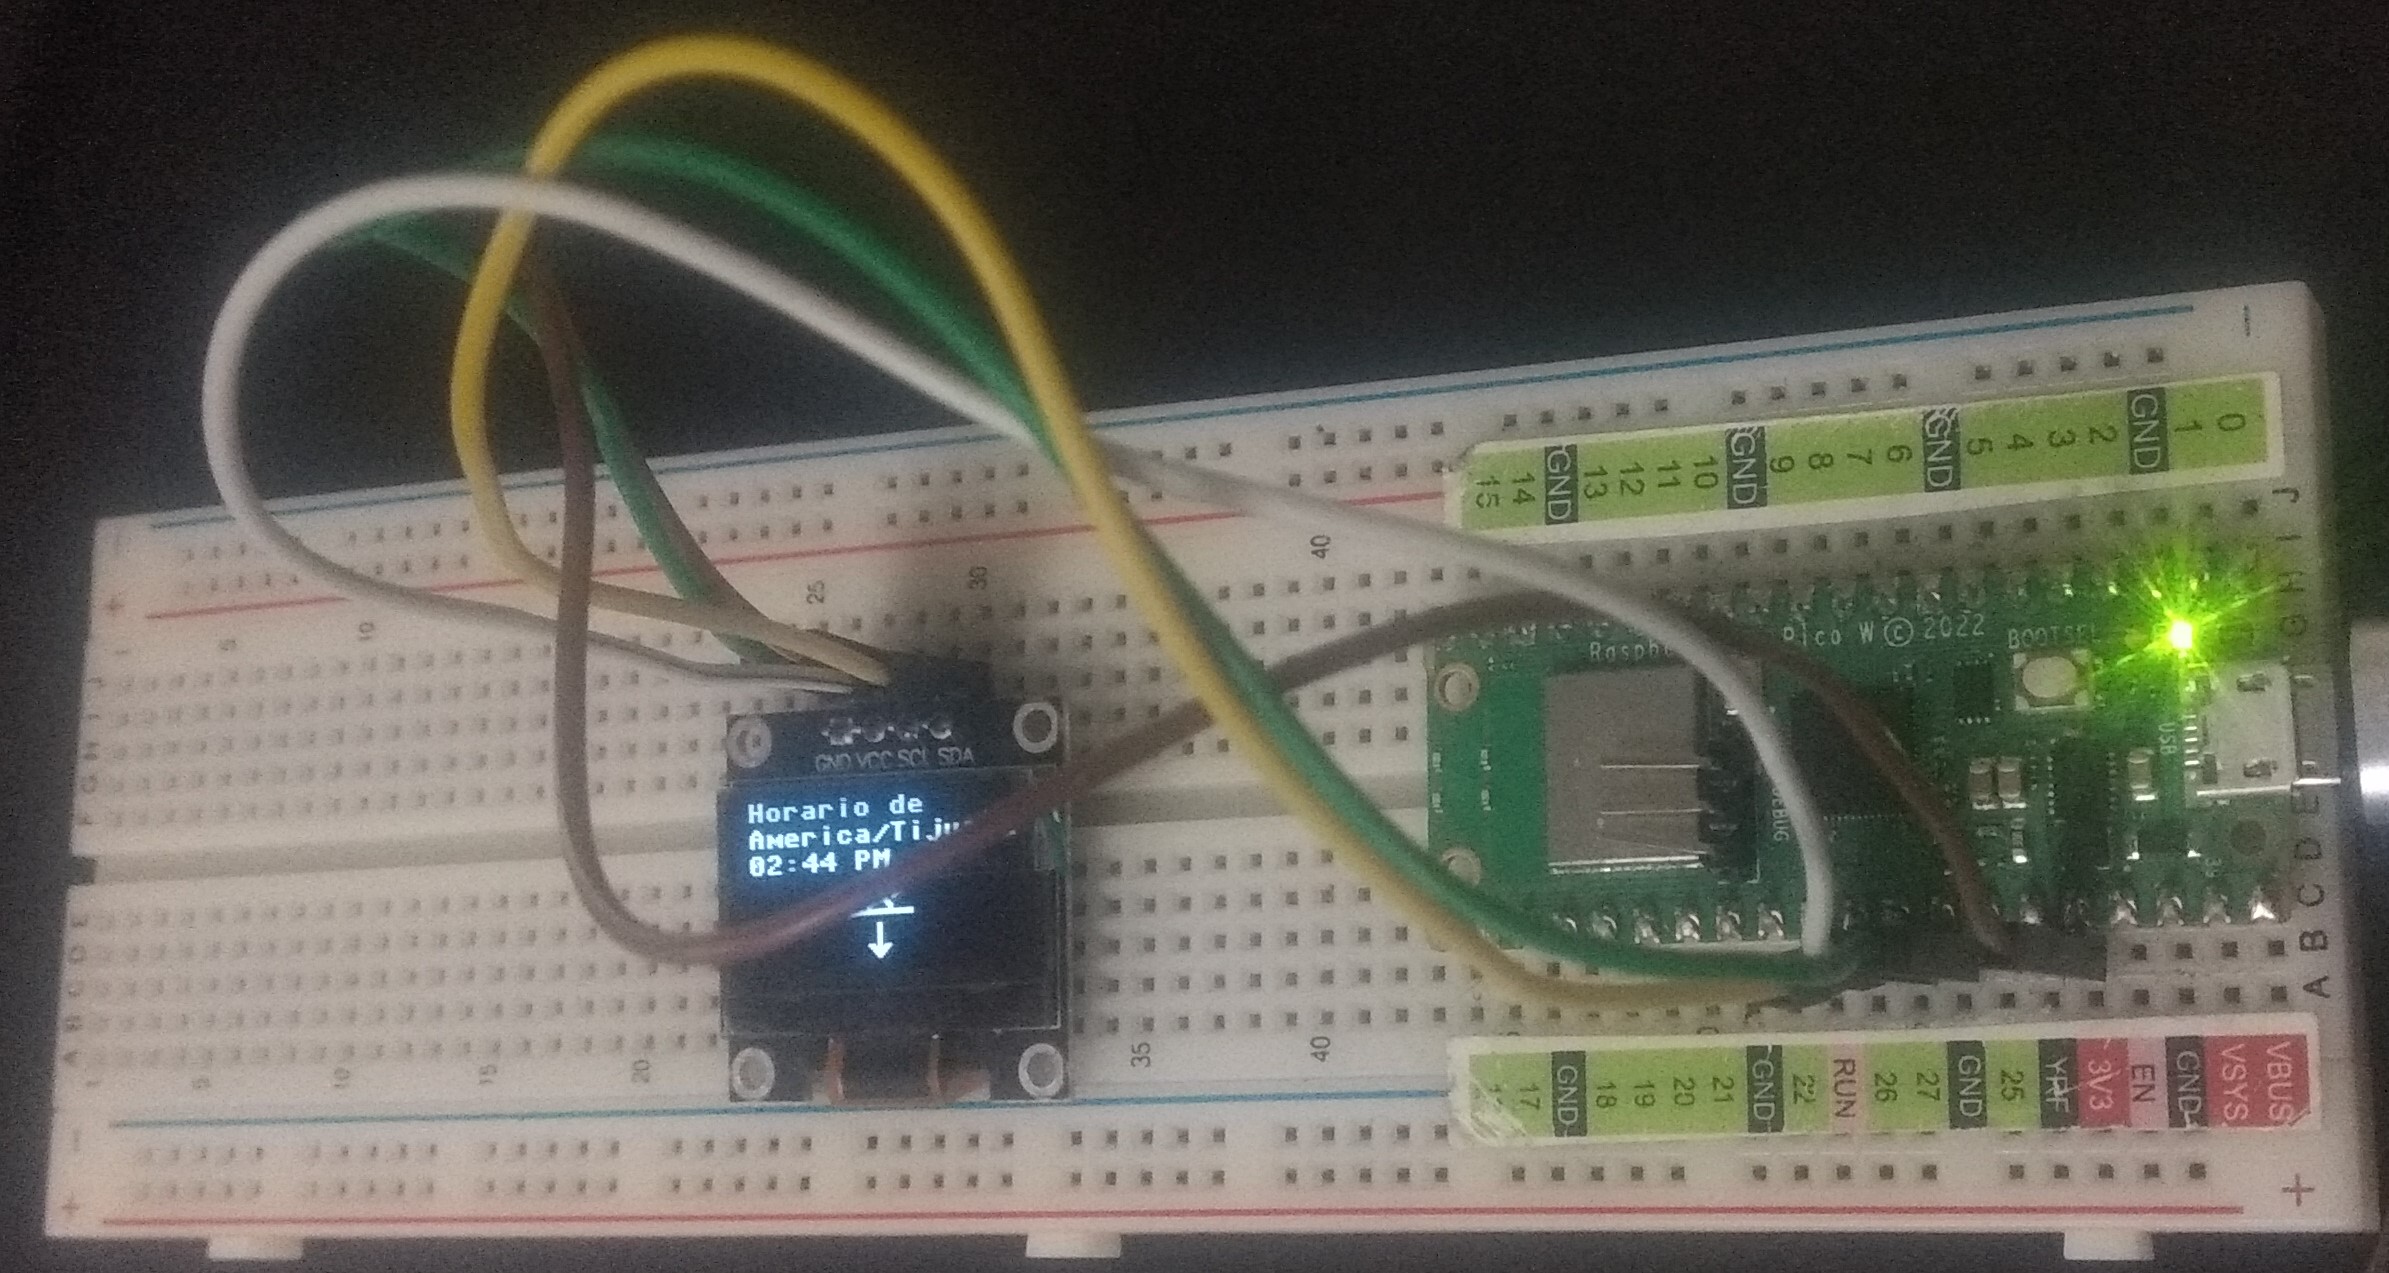 Horario de
America/Tiju
02:44 PM
GND VCC SCL SDA
Pico W © 2022
BOOTSEL
USB
DEBUG
15 14 GND 13 12 11 10 GND 9 8 7 6 GND 5 4 3 2 GND 1 0
17 GND 18 19 20 21 GND 22 RUN 26 27 GND 25 3V3 EN GND VSYS VBUS
J I H G F E D C B A
5 10 25 30 40
1 5 10 15 20 35 40